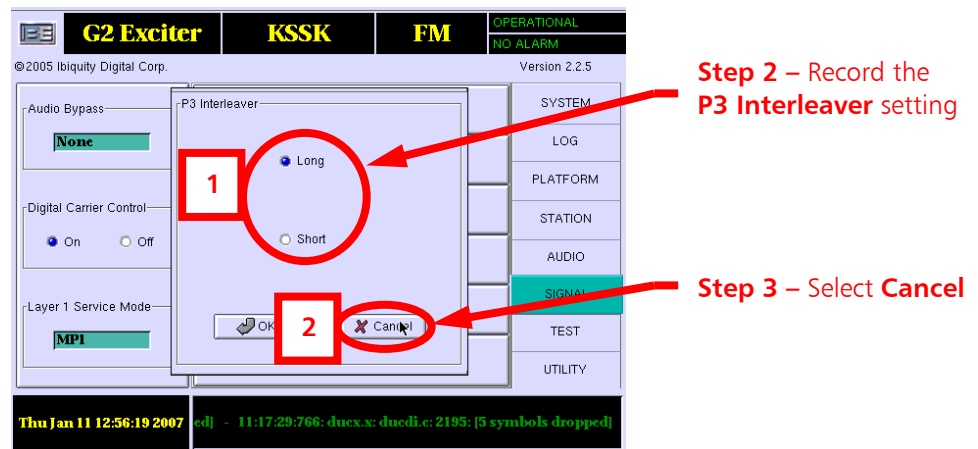 IBE
G2 Exciter
KSSK
FM
OPERATIONAL
NO ALARM
©2005 Ibiquity Digital Corp.
Version 2.2.5
Audio Bypass
None
Digital Carrier Control
On
Off
Layer 1 Service Mode
MP1
P3 Interleaver
Long
Short
1
OK
2
Cancel
SYSTEM
LOG
PLATFORM
STATION
AUDIO
SIGNAL
TEST
UTILITY
Step 2 – Record the
P3 Interleaver setting
Step 3 – Select Cancel
Thu Jan 11 12:56:19 2007
ed] - 11:17:29:766: ducx.x: ducdi.c: 2195: [5 symbols dropped]